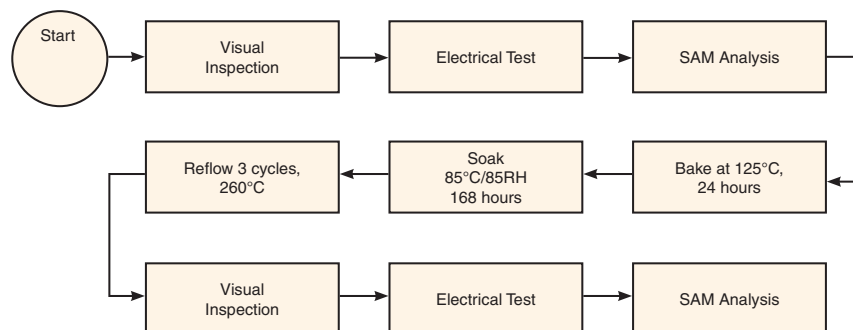 Start
Visual
Inspection
Electrical Test
SAM Analysis
Bake at 125°C,
24 hours
Soak
85°C/85RH
168 hours
Reflow 3 cycles,
260°C
Visual
Inspection
Electrical Test
SAM Analysis